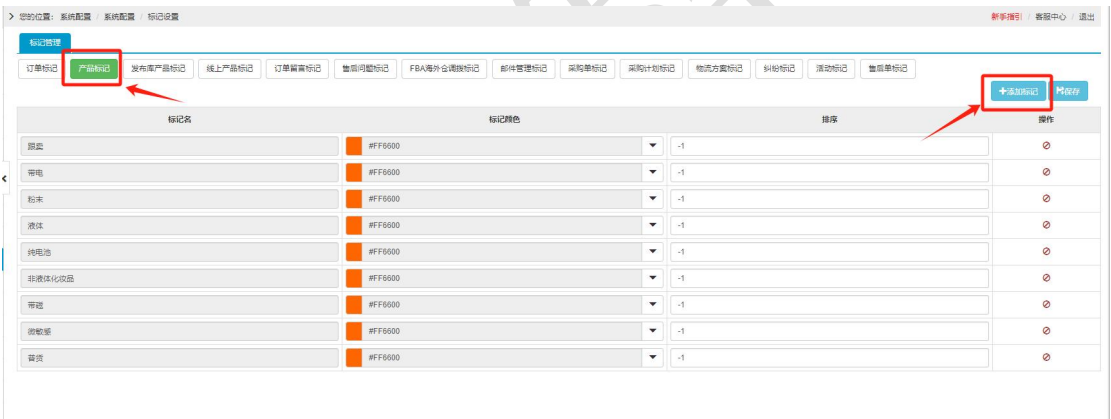 您的位置: 系统配置 / 系统配置 / 标记设置 新手指引 / 客服中心 / 退出
标记管理
订单标记 产品标记 发布库产品标记 线上产品标记 订单留言标记 售后问题标记 FBA海外仓调拨标记 邮件管理标记 采购单标记 采购计划标记 物流方案标记 纠纷标记 活动标记 售后单标记
+添加标记 保存
标记名 标记颜色 排序 操作
跟卖 #FF6600 -1
带电 #FF6600 -1
粉末 #FF6600 -1
液体 #FF6600 -1
纯电池 #FF6600 -1
非液体化妆品 #FF6600 -1
带磁 #FF6600 -1
微敏感 #FF6600 -1
普货 #FF6600 -1